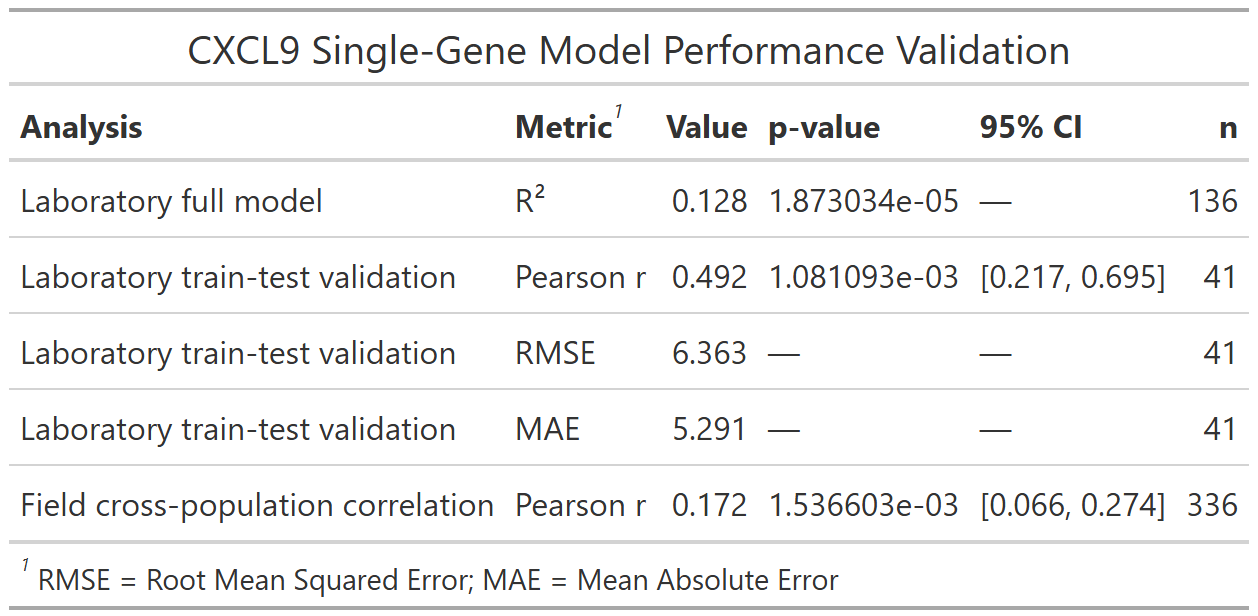 CXCL9 Single-Gene Model Performance Validation
Analysis Metric¹ Value p-value 95% CI n
Laboratory full model R² 0.128 1.873034e-05 — 136
Laboratory train-test validation Pearson r 0.492 1.081093e-03 [0.217, 0.695] 41
Laboratory train-test validation RMSE 6.363 — — 41
Laboratory train-test validation MAE 5.291 — — 41
Field cross-population correlation Pearson r 0.172 1.536603e-03 [0.066, 0.274] 336
¹ RMSE = Root Mean Squared Error; MAE = Mean Absolute Error